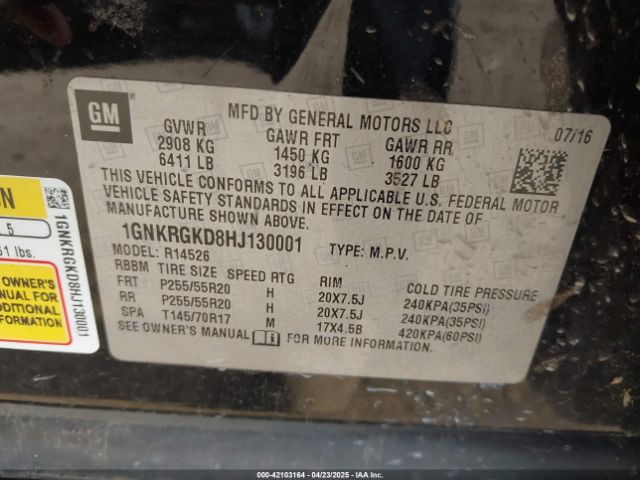 GM
MFD BY GENERAL MOTORS LLC
07/16
GVWR GAWR FRT GAWR RR
2908 KG 1450 KG 1600 KG
6411 LB 3196 LB 3527 LB
THIS VEHICLE CONFORMS TO ALL APPLICABLE U.S. FEDERAL MOTOR
VEHICLE SAFETY STANDARDS IN EFFECT ON THE DATE OF
MANUFACTURE SHOWN ABOVE.
1GNKRGKD8HJ130001 TYPE: M.P.V.
MODEL: R14526
RBBM TIRE SIZE SPEED RTG RIM COLD TIRE PRESSURE
FRT P255/55R20 H 20X7.5J 240KPA(35PSI)
RR P255/55R20 H 20X7.5J 240KPA(35PSI)
SPA T145/70R17 M 17X4.5B 420KPA(60PSI)
SEE OWNER'S MANUAL FOR MORE INFORMATION.
5
lbs.
OWNER'S
MANUAL FOR
ADDITIONAL
1GNKRGKD8HJ130001
000-42103164 - 04/23/2025 - IAA, Inc.